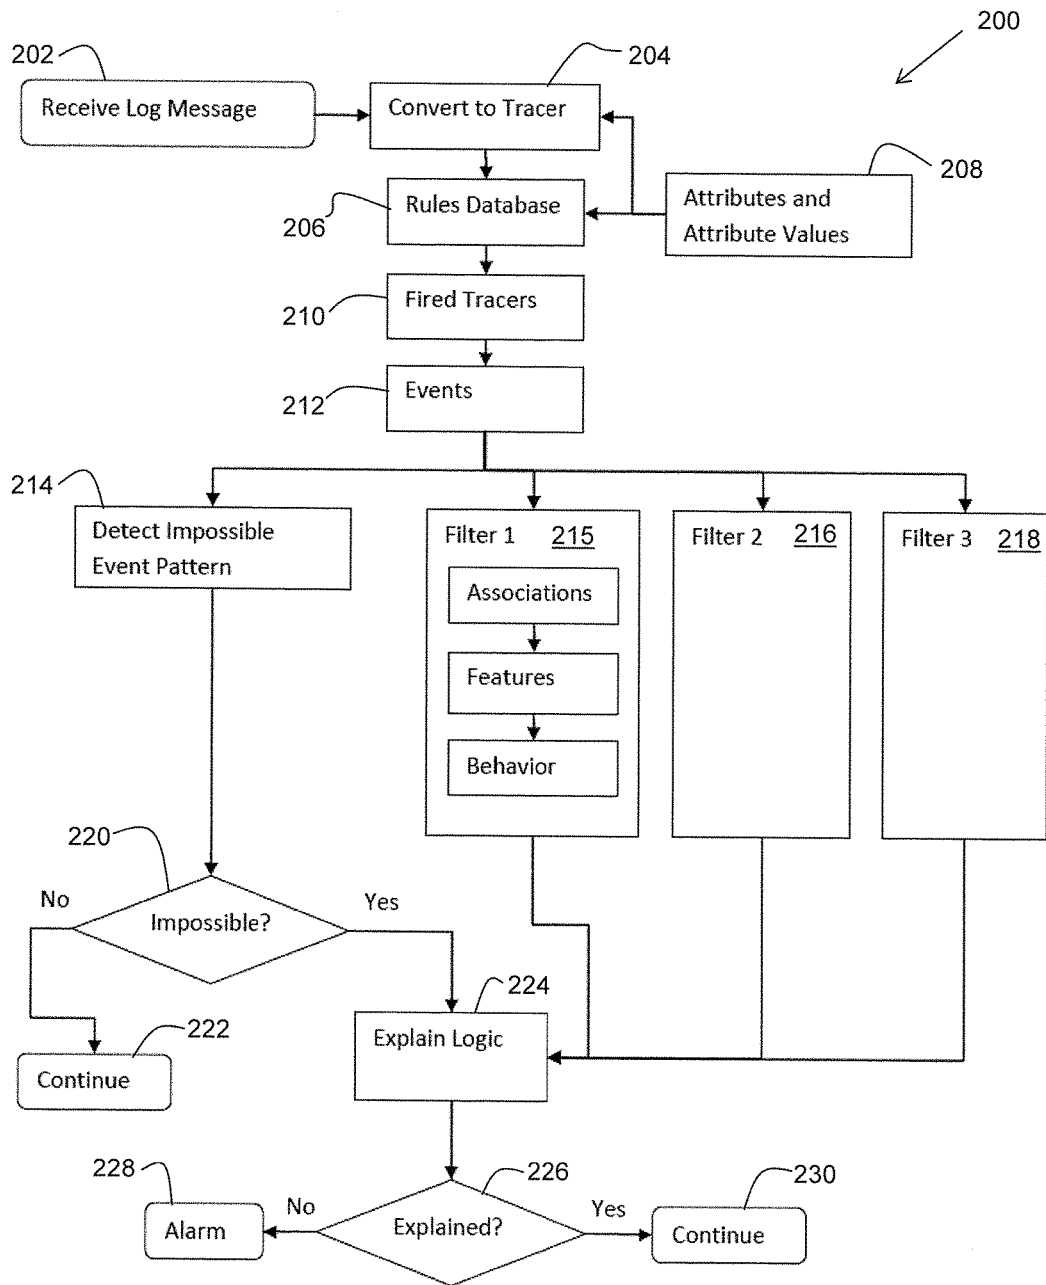 200
202
204
Receive Log Message
Convert to Tracer
208
206
Rules Database
Attributes and
Attribute Values
210
Fired Tracers
212
Events
214
Detect Impossible
Event Pattern
Filter 1 215
Associations
Features
Behavior
Filter 2 216
Filter 3 218
220
No
Yes
Impossible?
222
Continue
224
Explain Logic
226
228
No
Alarm
Explained?
Yes
230
Continue